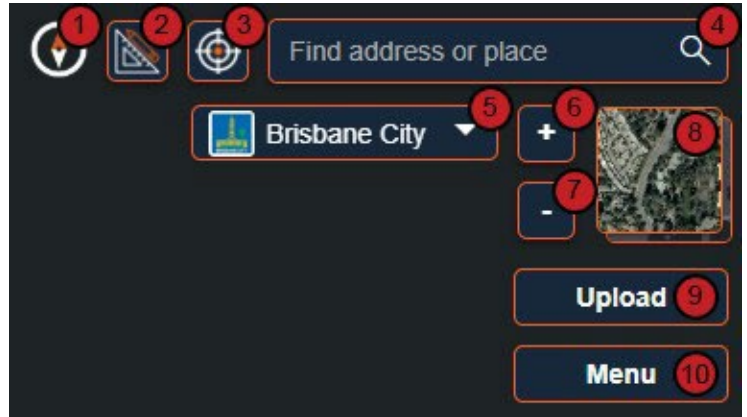 1 2 3 4
Find address or place
5 6
Brisbane City + 8
7
-
Upload 9
Menu 10